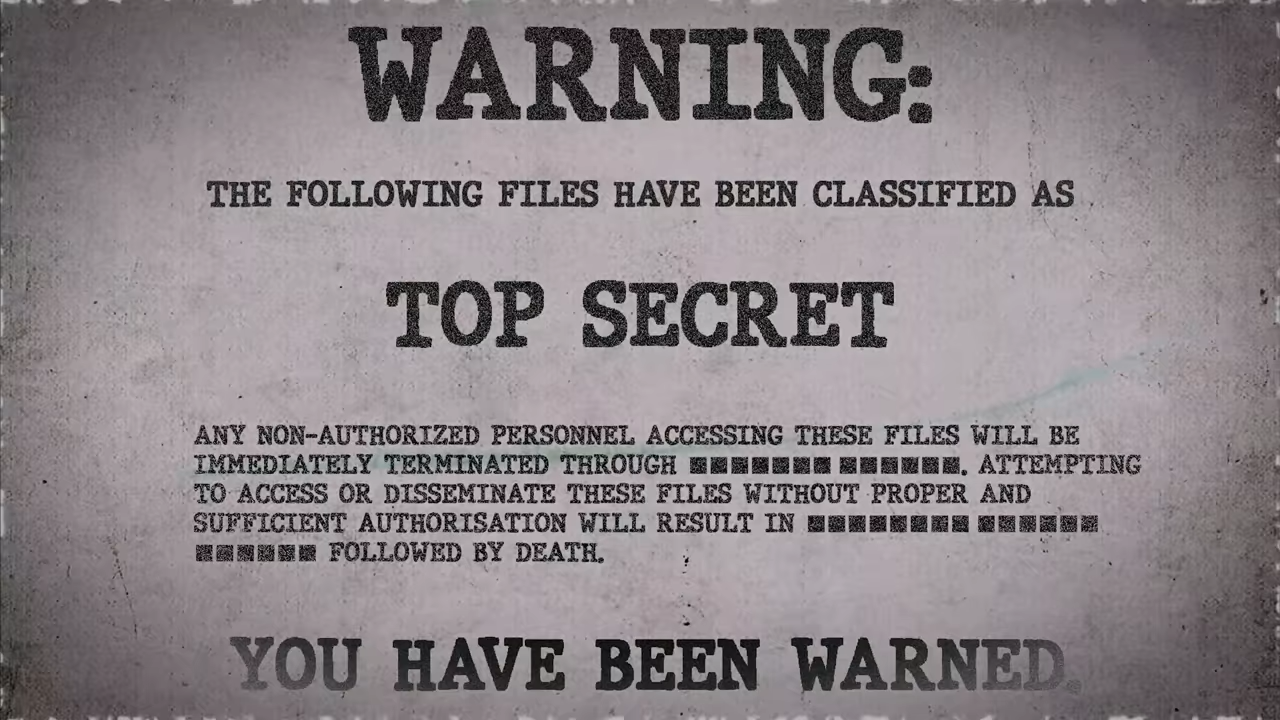 WARNING:
THE FOLLOWING FILES HAVE BEEN CLASSIFIED AS
TOP SECRET
ANY NON-AUTHORIZED PERSONNEL ACCESSING THESE FILES WILL BE
IMMEDIATELY TERMINATED THROUGH ■■■■■■■ ■■■■■■. ATTEMPTING
TO ACCESS OR DISSEMINATE THESE FILES WITHOUT PROPER AND
SUFFICIENT AUTHORISATION WILL RESULT IN ■■■■■■■■ ■■■■■■
■■■■■■ FOLLOWED BY DEATH.
YOU HAVE BEEN WARNED.